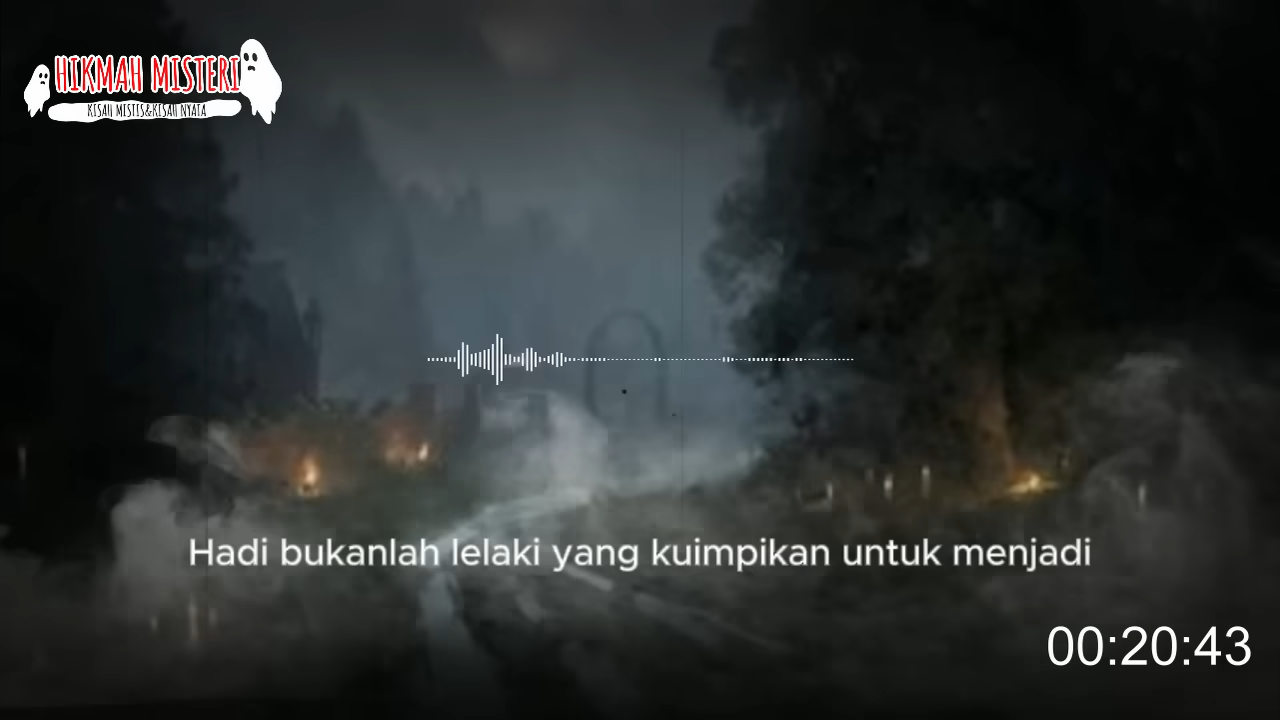 HIKMAH MISTERI
KISAH MISTIS&KISAH NYATA
Hadi bukanlah lelaki yang kuimpikan untuk menjadi
00:20:43